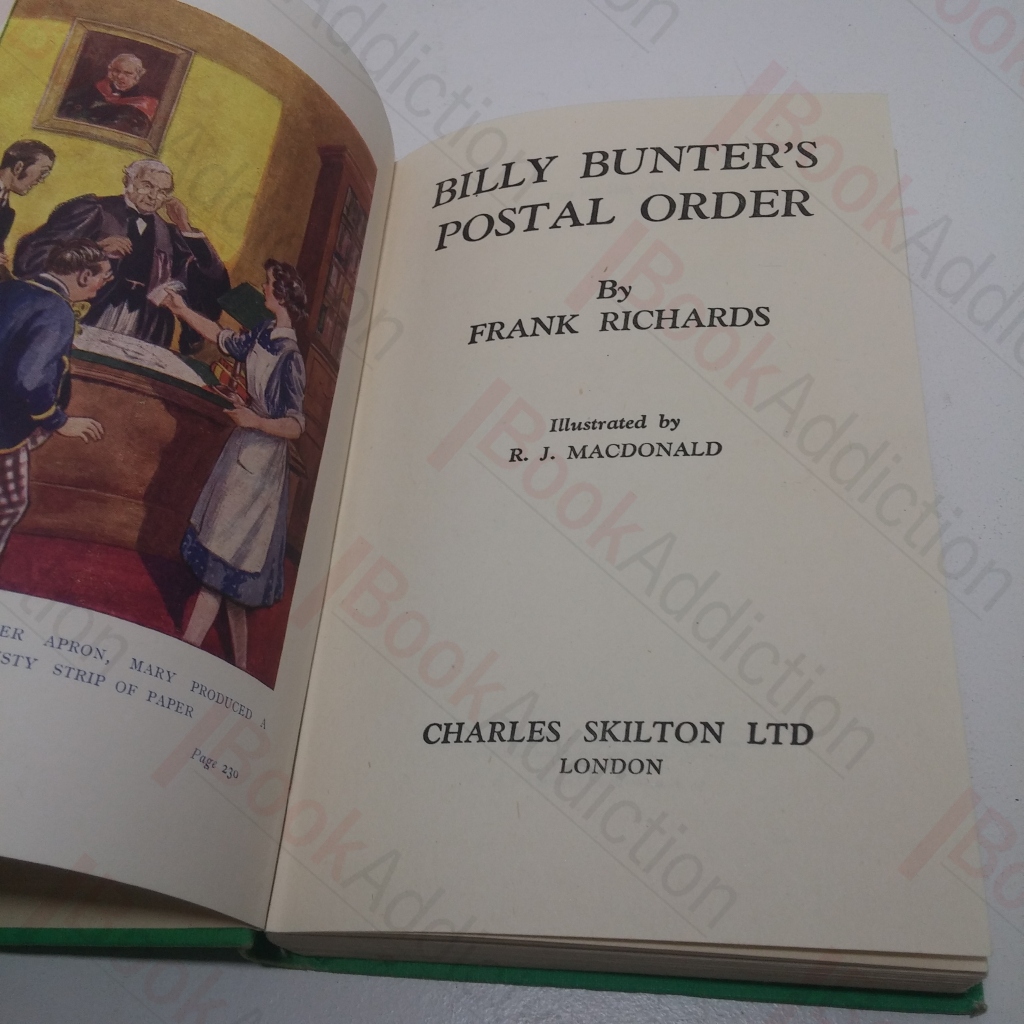 ER APRON, MARY PRODUCED A
STY STRIP OF PAPER
Page 230
BILLY BUNTER'S
POSTAL ORDER
By
FRANK RICHARDS
Illustrated by
R. J. MACDONALD
CHARLES SKILTON LTD
LONDON
BookAddiction